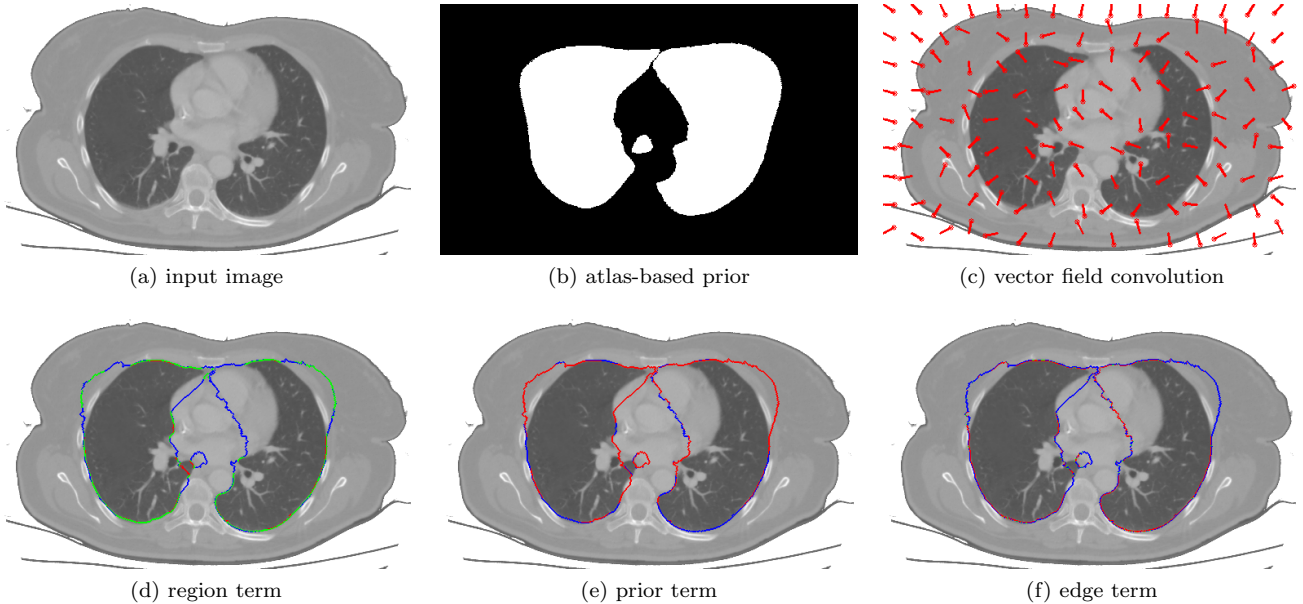 (a) input image
(b) atlas-based prior
(c) vector field convolution
(d) region term
(e) prior term
(f) edge term